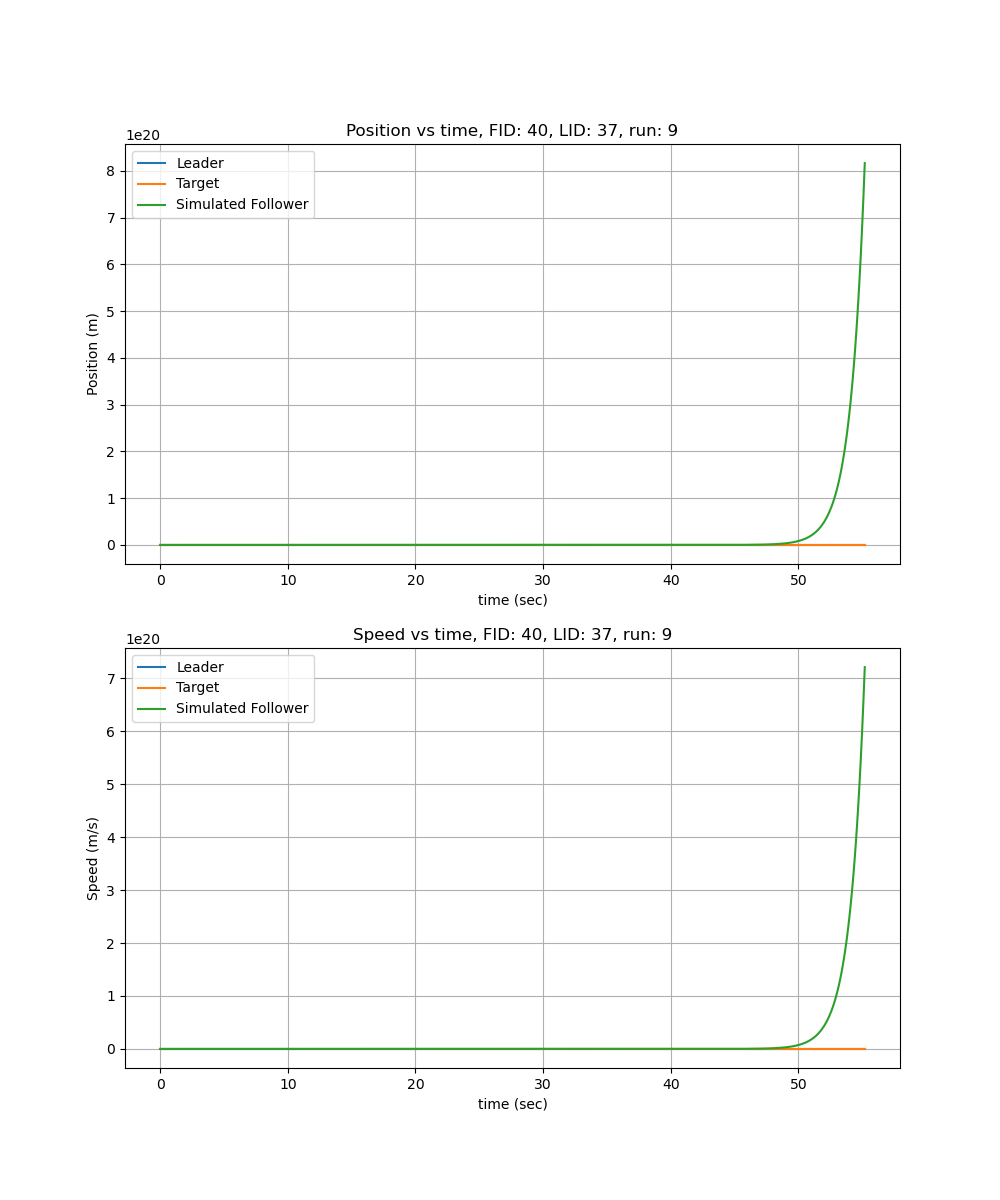 Position vs time, FID: 40, LID: 37, run: 9
1e20
Leader
Target
Simulated Follower
8
7
6
5
4
3
2
1
0
Position (m)
0 10 20 30 40 50
time (sec)
Speed vs time, FID: 40, LID: 37, run: 9
1e20
Leader
Target
Simulated Follower
7
6
5
4
3
2
1
0
Speed (m/s)
0 10 20 30 40 50
time (sec)